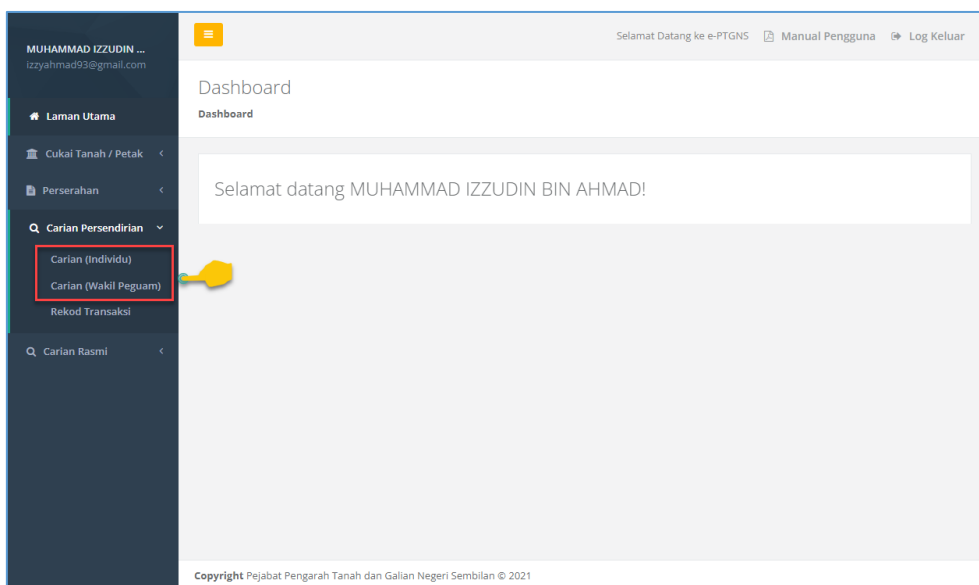 MUHAMMAD IZZUDIN ...
izzyahmad93@gmail.com
Laman Utama
Cukai Tanah / Petak
Perserahan
Carian Persendirian
Carian (Individu)
Carian (Wakil Peguam)
Rekod Transaksi
Carian Rasmi
Selamat Datang ke e-PTGNS Manual Pengguna Log Keluar
Dashboard
Dashboard
Selamat datang MUHAMMAD IZZUDIN BIN AHMAD!
Copyright Pejabat Pengarah Tanah dan Galian Negeri Sembilan © 2021